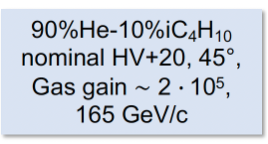 90%He-10%iC₄H₁₀
nominal HV+20, 45°,
Gas gain ~ 2 · 10⁵,
165 GeV/c